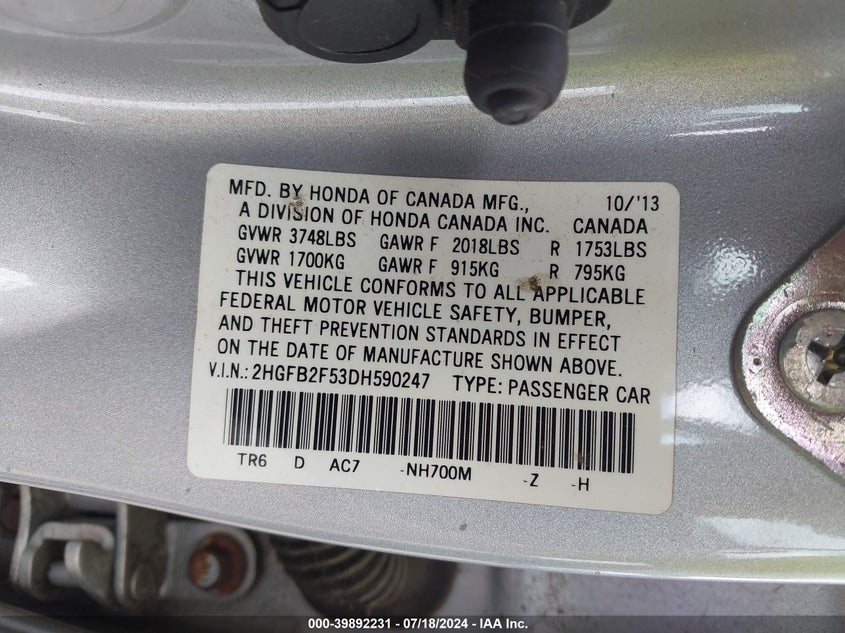 MFD. BY HONDA OF CANADA MFG., 10/'13
A DIVISION OF HONDA CANADA INC. CANADA
GVWR 3748LBS GAWR F 2018LBS R 1753LBS
GVWR 1700KG GAWR F 915KG R 795KG
THIS VEHICLE CONFORMS TO ALL APPLICABLE
FEDERAL MOTOR VEHICLE SAFETY, BUMPER,
AND THEFT PREVENTION STANDARDS IN EFFECT
ON THE DATE OF MANUFACTURE SHOWN ABOVE.
V.I.N.: 2HGFB2F53DH590247 TYPE: PASSENGER CAR
TR6 D AC7 -NH700M -Z -H
000-39892231 - 07/18/2024 - IAA Inc.